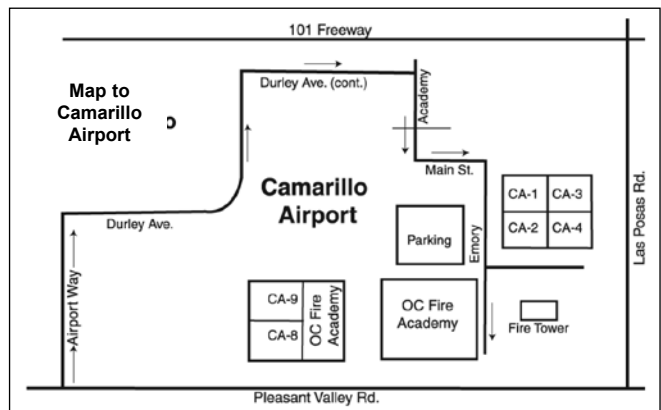 101 Freeway
Map to
Camarillo
Airport
o
Durley Ave. (cont.)
Academy
Main St.
Camarillo
Airport
CA-1
CA-3
CA-2
CA-4
Las Posas Rd.
Durley Ave.
Parking
Emory
Airport Way
CA-9
CA-8
OC Fire
Academy
OC Fire
Academy
Fire Tower
Pleasant Valley Rd.